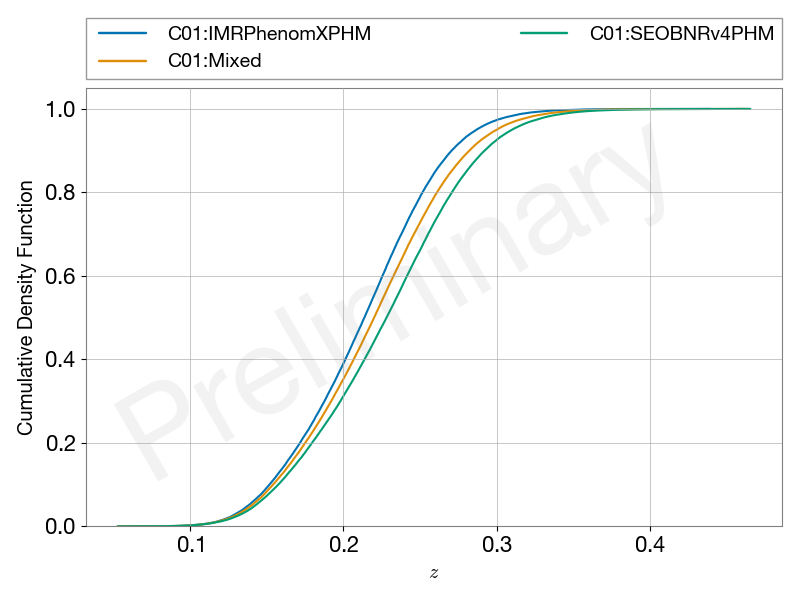 C01:IMRPhenomXPHM
C01:Mixed
C01:SEOBNRv4PHM
1.0
0.8
0.6
0.4
0.2
0.0
Cumulative Density Function
Preliminary
0.1
0.2
0.3
0.4
z